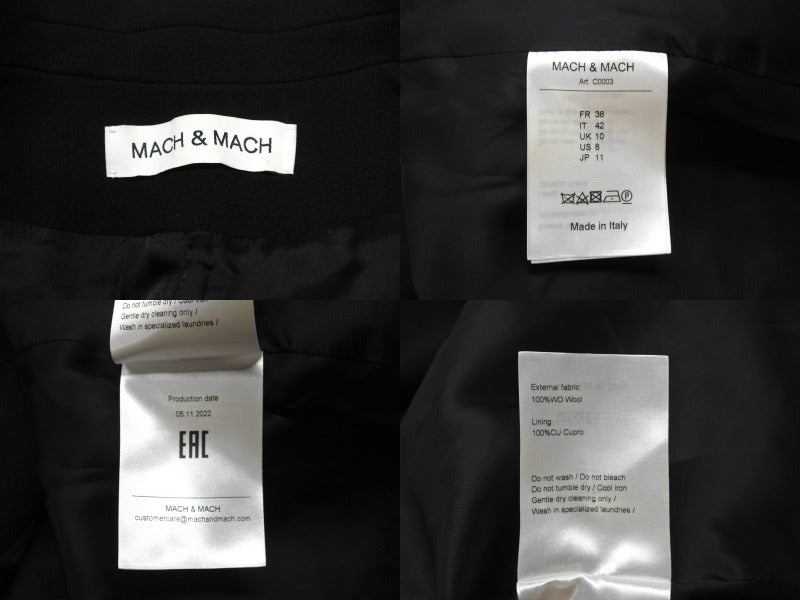 MACH & MACH
MACH & MACH
Art. C0003
FR 38
IT 42
UK 10
US 8
JP 11
Made in Italy
Do not tumble dry / Cool iron
Gentle dry cleaning only /
Wash in specialized laundries /
Production date
05.11.2022
EAC
MACH & MACH
customercare@machandmach.com
External fabric:
100%WO Wool
Lining:
100%CU Cupro
Do not wash / Do not bleach
Do not tumble dry / Cool iron
Gentle dry cleaning only /
Wash in specialized laundries /